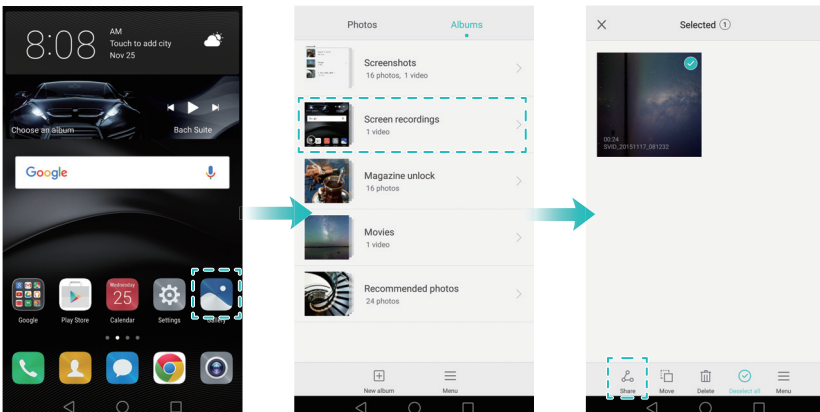 8:08
AM
Touch to add city
Nov 25
Choose an album
Bach Suite
Google
Wednesday
25
Google
Play Store
Calendar
Settings
Gallery
Photos
Albums
Screenshots
16 photos, 1 video
Screen recordings
1 video
Magazine unlock
16 photos
Movies
1 video
Recommended photos
24 photos
New album
Menu
Selected 1
00:24
SVID_20151117_081232
Share
Move
Delete
Deselect all
Menu